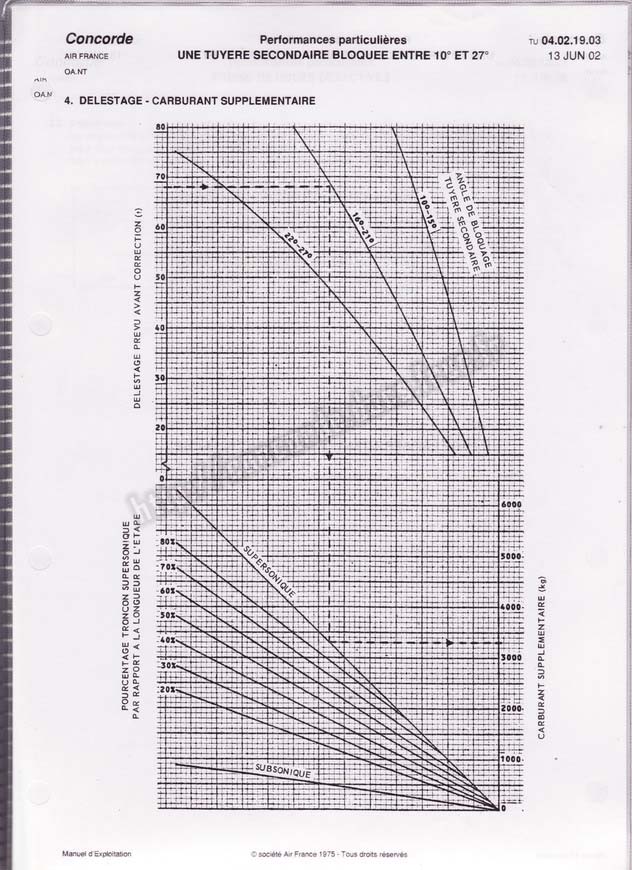 Concorde
AIR FRANCE
OA.NT
Performances particulières
UNE TUYERE SECONDAIRE BLOQUEE ENTRE 10° ET 27°
TU 04.02.19.03
13 JUN 02
OA.N
4. DELESTAGE - CARBURANT SUPPLEMENTAIRE
DELESTAGE PREVU AVANT CORRECTION (t)
80
70
60
50
40
30
20
0
22°-27°
16°-21°
10°-15°
ANGLE DE BLOQUAGE
TUYERE SECONDAIRE
POURCENTAGE TRONCON SUPERSONIQUE
PAR RAPPORT A LA LONGUEUR DE L'ETAPE
80%
70%
60%
50%
40%
30%
20%
SUPERSONIQUE
SUBSONIQUE
6000
5000
4000
3000
2000
1000
0
CARBURANT SUPPLEMENTAIRE (kg)
Manuel d'Exploitation
© société Air France 1975 - Tous droits réservés